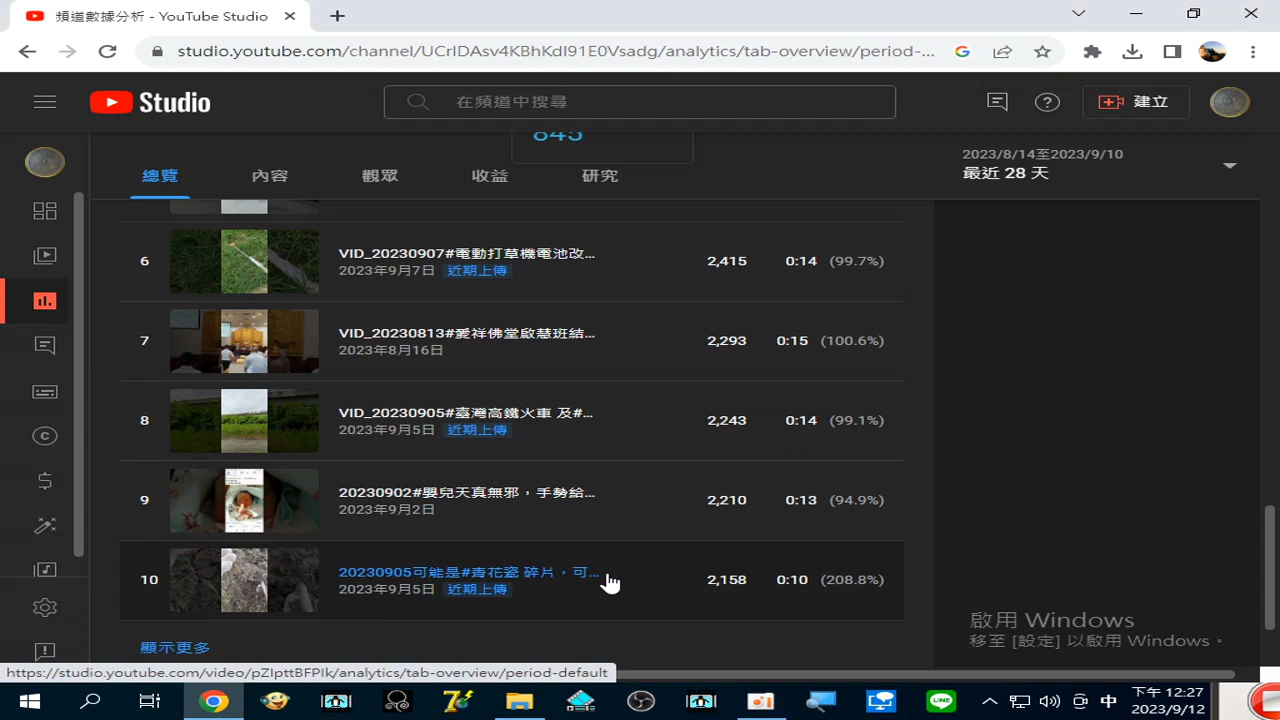 頻道數據分析 - YouTube Studio
studio.youtube.com/channel/UCrIDAsv4KBhKdI91E0Vsadg/analytics/tab-overview/period-...
Studio
在頻道中搜尋
建立
845
總覽
內容
觀眾
收益
研究
2023/8/14至2023/9/10
最近 28 天
6
VID_20230907#電動打草機電池改...
2023年9月7日 近期上傳
2,415
0:14 (99.7%)
7
VID_20230813#愛祥佛堂啟慧班結...
2023年8月16日
2,293
0:15 (100.6%)
8
VID_20230905#臺灣高鐵火車 及#...
2023年9月5日 近期上傳
2,243
0:14 (99.1%)
9
20230902#嬰兒天真無邪，手勢給...
2023年9月2日
2,210
0:13 (94.9%)
10
20230905可能是#青花瓷 碎片，可...
2023年9月5日 近期上傳
2,158
0:10 (208.8%)
顯示更多
啟用 Windows
移至 [設定] 以啟用 Windows。
https://studio.youtube.com/video/pZIpttBFPlk/analytics/tab-overview/period-default
中
下午 12:27
2023/9/12